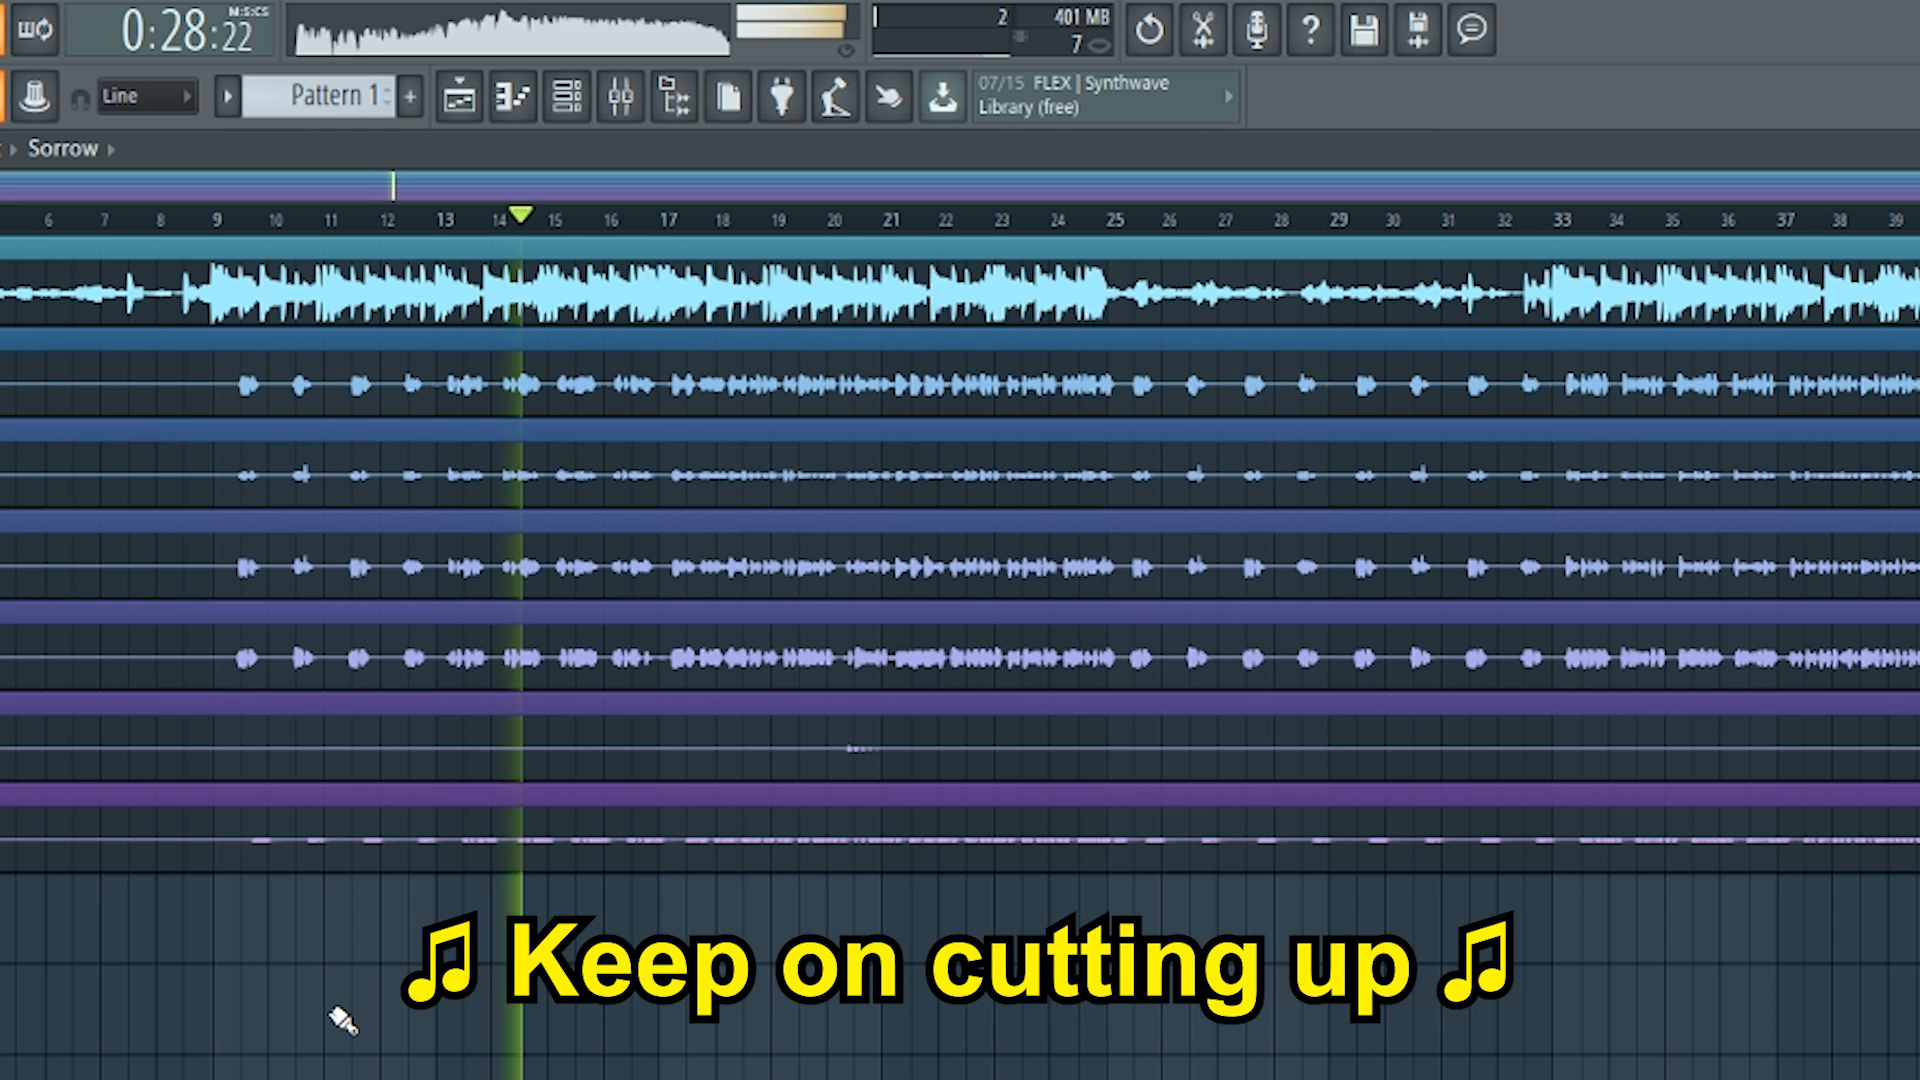 0:28:22 M:S:CS
2
401 MB
7
Line
Pattern 1
+
07/15 FLEX | Synthwave
Library (free)
Sorrow
6 7 8 9 10 11 12 13 14 15 16 17 18 19 20 21 22 23 24 25 26 27 28 29 30 31 32 33 34 35 36 37 38 39
♫ Keep on cutting up ♫